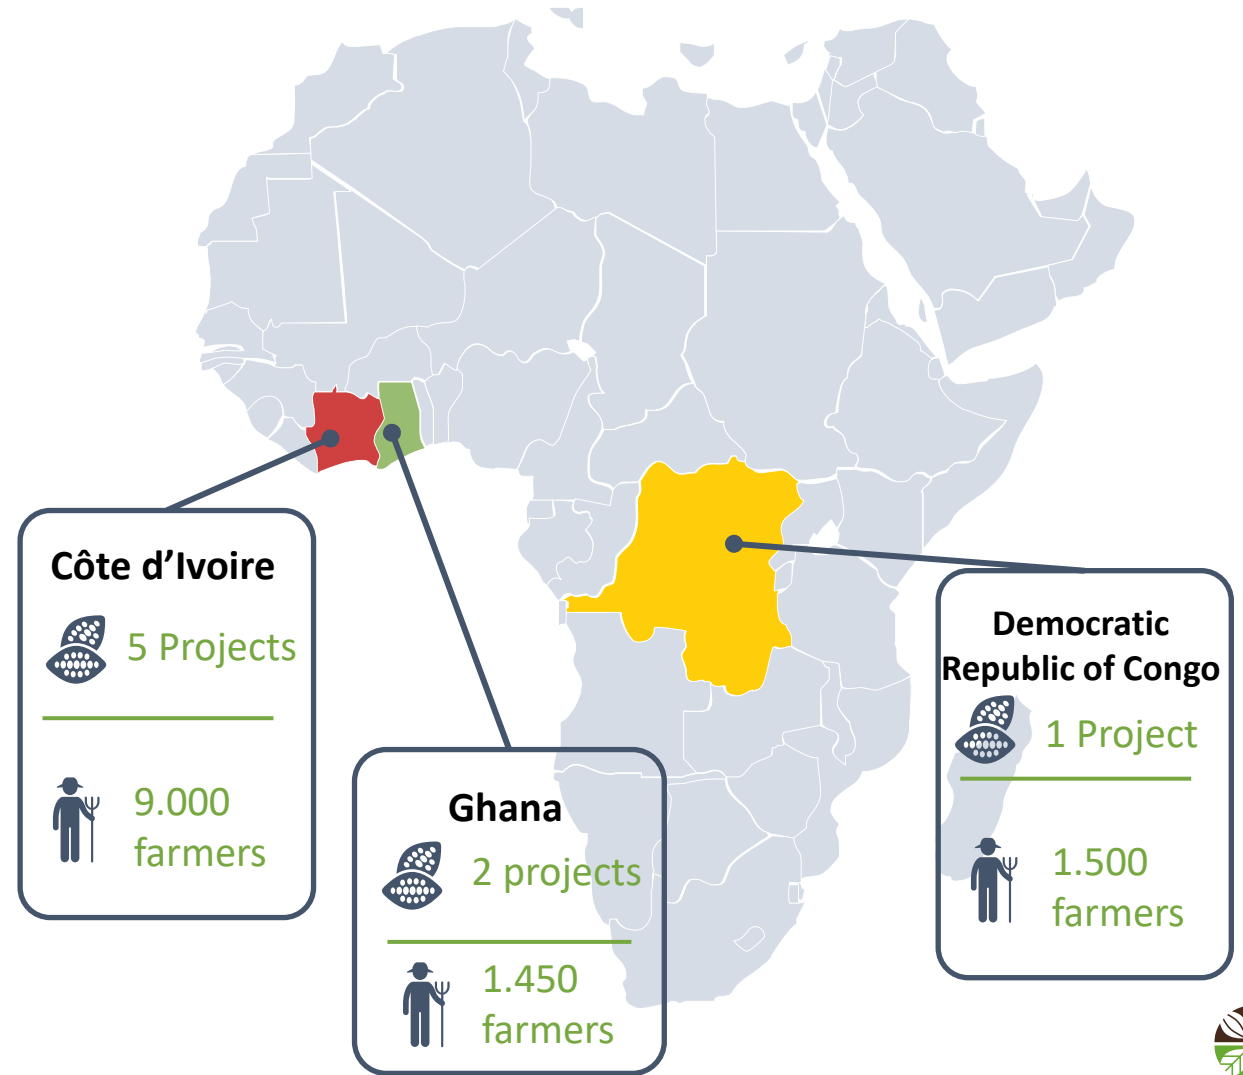 Côte d’Ivoire
5 Projects
9.000
farmers
Ghana
2 projects
1.450
farmers
Democratic
Republic of Congo
1 Project
1.500
farmers